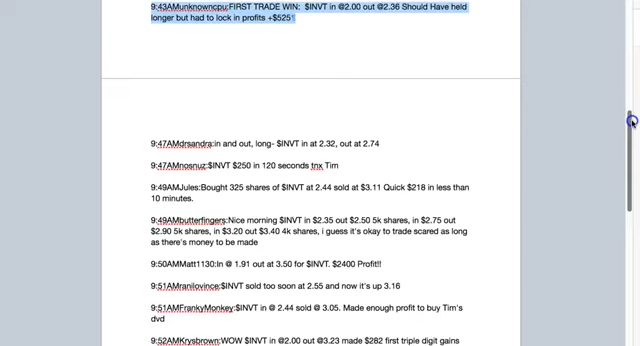 9:43AMunknowncpu:FIRST TRADE WIN: $INVT in @2.00 out @2.36 Should Have held
longer but had to lock in profits +$525
9:47AMdrsandra:in and out, long- $INVT in at 2.32, out at 2.74
9:47AMnosnuz:$INVT $250 in 120 seconds tnx Tim
9:49AMJules:Bought 325 shares of $INVT at 2.44 sold at $3.11 Quick $218 in less than
10 minutes.
9:49AMbutterfingers:Nice morning $INVT in $2.35 out $2.50 5k shares, in $2.75 out
$2.90 5k shares, in $3.20 out $3.40 4k shares, i guess it's okay to trade scared as long
as there's money to be made
9:50AMMatt1130:In @ 1.91 out at 3.50 for $INVT. $2400 Profit!!
9:51AMranilovince:$INVT sold too soon at 2.55 and now it's up 3.16
9:51AMFrankyMonkey:$INVT in @ 2.44 sold @ 3.05. Made enough profit to buy Tim's
dvd
9:52AMKrysbrown:WOW $INVT in @2.00 out @3.23 made $282 first triple digit gains